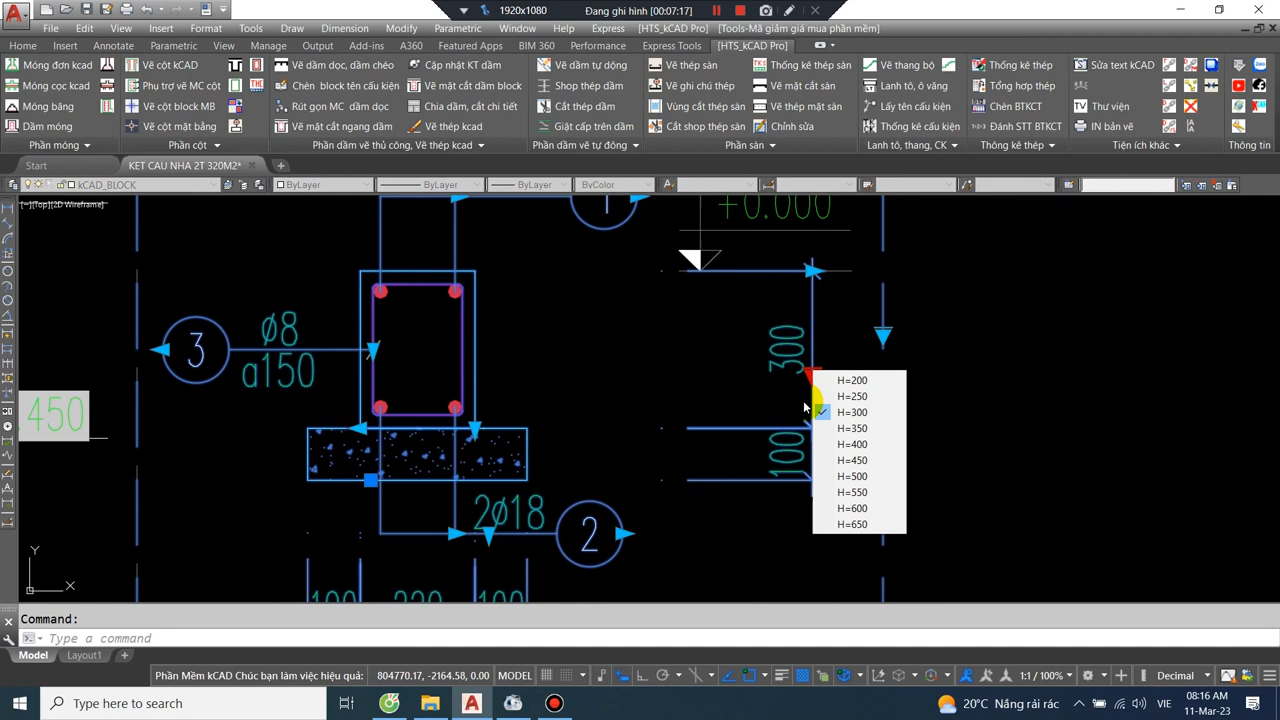 1920x1080
Đang ghi hình [00:07:17]
File Edit View Insert Format Tools Draw Dimension Modify Parametric Window Help Express [HTS_kCAD Pro] [Tools-Mã giảm giá mua phần mềm]
Home Insert Annotate Parametric View Manage Output Add-ins A360 Featured Apps BIM 360 Performance Express Tools [HTS_kCAD Pro]
Móng đơn kcad Vẽ cột kCAD Vẽ dầm dọc, dầm chéo Cập nhật KT dầm Vẽ dầm tự động Vẽ thép sàn Thống kê thép sàn Vẽ thang bộ Thống kê thép Sửa text kCAD
Móng cọc kcad Phụ trợ vẽ MC cột Chèn block tên cấu kiện Vẽ mặt cắt dầm block Shop thép dầm Vẽ ghi chú thép Vẽ mặt cắt sàn Lanh tô, giằng Tổng hợp thép
Móng băng Vẽ cột block MB Rút gọn MC dầm dọc Chia dầm, cắt chi tiết Cắt thép dầm Vùng cắt thép sàn Vẽ thép mặt sàn Lấy tên cấu kiện Chèn BTKCT TV Thư viện
Dầm móng Vẽ cột mặt bằng Vẽ mặt cắt ngang dầm Vẽ thép kcad Giật cấp trên dầm Cắt shop thép sàn Chỉnh sửa Thống kê cấu kiện Đánh STT BTKCT IN bản vẽ
Phần móng Phần cột Phần dầm vẽ thủ công, Vẽ thép kcad Phần dầm vẽ tự động Phần sàn Lanh tô, thang, CK Thống kê thép Tiện ích khác Thông tin
Start KETCAU NHA 2T 320M2*
kCAD_BLOCK ByLayer ByLayer ByLayer ByColor
[−][Top][2D Wireframe]
1
+0.000
3
ø8
a150
300
.450
100
2ø18
2
100 220 100
H=200
H=250
H=300
H=350
H=400
H=450
H=500
H=550
H=600
H=650
Y
X
Command:
Type a command
Model Layout1
Phần Mềm kCAD Chúc bạn làm việc hiệu quả: 804770.17, -2164.58, 0.00 MODEL 1:1 / 100% Decimal
Type here to search
20°C Nắng rải rác
VIE
08:16 AM
11-Mar-23